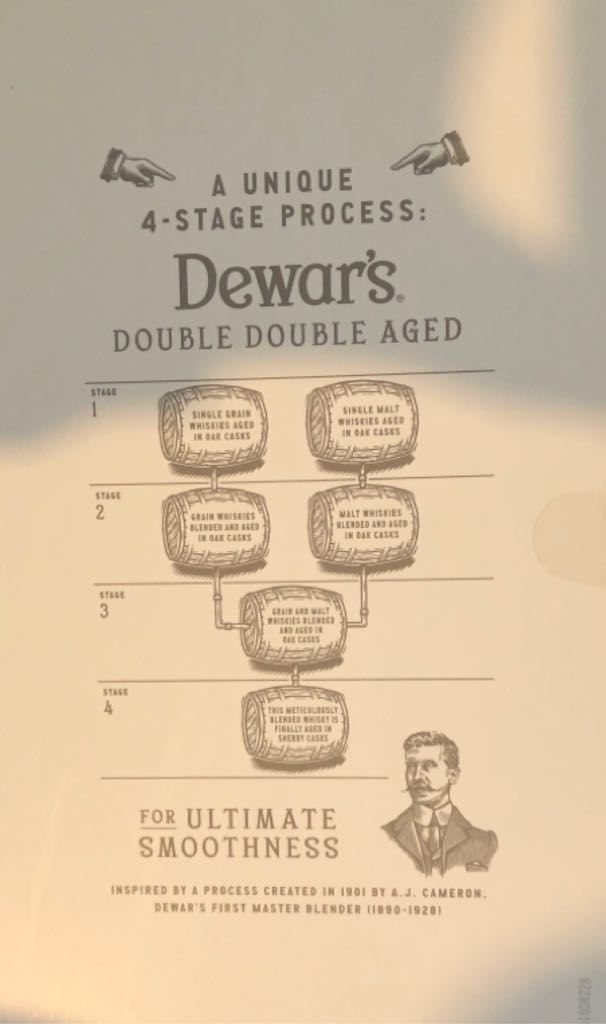 A UNIQUE
4-STAGE PROCESS:
Dewar's®
DOUBLE DOUBLE AGED
STAGE
1
SINGLE GRAIN
WHISKIES AGED
IN OAK CASKS
SINGLE MALT
WHISKIES AGED
IN OAK CASKS
STAGE
2
GRAIN WHISKIES
BLENDED AND AGED
IN OAK CASKS
MALT WHISKIES
BLENDED AND AGED
IN OAK CASKS
STAGE
3
GRAIN AND MALT
WHISKIES BLENDED
AND AGED IN
OAK CASKS
STAGE
4
THIS METICULOUSLY
BLENDED WHISKY IS
FINALLY AGED IN
SHERRY CASKS
FOR ULTIMATE
SMOOTHNESS
INSPIRED BY A PROCESS CREATED IN 1901 BY A.J. CAMERON,
DEWAR'S FIRST MASTER BLENDER (1890-1928)
1008228